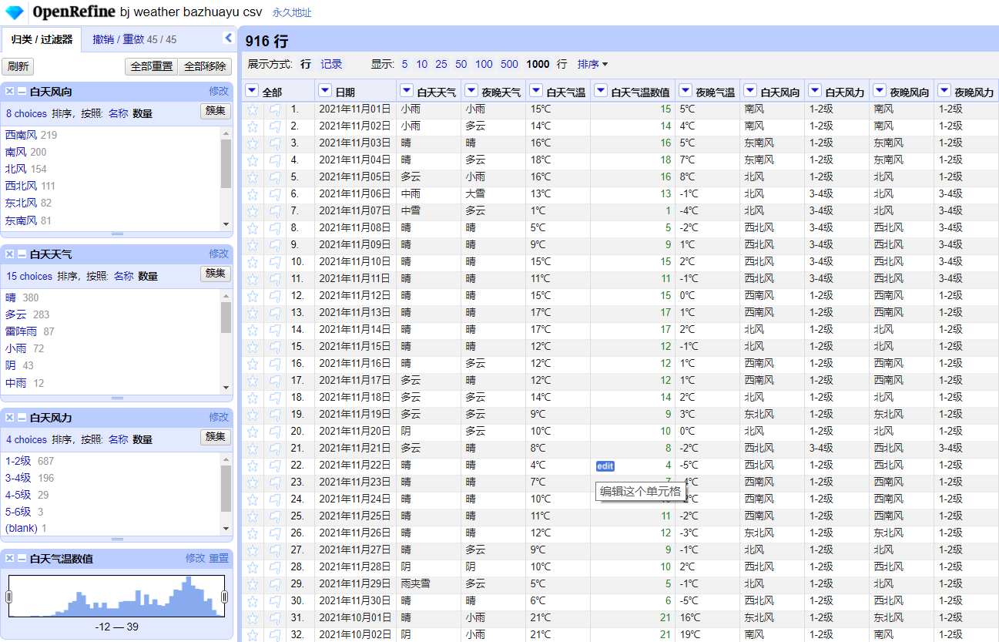 OpenRefine bj weather bazhuayu csv 永久地址
归类 / 过滤器 撤销 / 重做 45 / 45
刷新 全部重置 全部移除
白天风向 修改
8 choices 排序，按照: 名称 数量 簇集
西南风 219
南风 200
北风 154
西北风 111
东北风 82
东南风 81
白天天气 修改
15 choices 排序，按照: 名称 数量 簇集
晴 380
多云 283
雷阵雨 87
小雨 72
阴 43
中雨 12
白天风力 修改
4 choices 排序，按照: 名称 数量 簇集
1-2级 687
3-4级 196
4-5级 29
5-6级 3
(blank) 1
白天气温数值 修改 重置
-12 — 39
916 行
展示方式: 行 记录 显示: 5 10 25 50 100 500 1000 行 排序
全部 日期 白天天气 夜晚天气 白天气温 白天气温数值 夜晚气温 白天风向 白天风力 夜晚风向 夜晚风力
1. 2021年11月01日 小雨 小雨 15℃ 15 5℃ 南风 1-2级 南风 1-2级
2. 2021年11月02日 小雨 多云 14℃ 14 4℃ 南风 1-2级 南风 1-2级
3. 2021年11月03日 晴 晴 16℃ 16 5℃ 东南风 1-2级 东南风 1-2级
4. 2021年11月04日 晴 多云 18℃ 18 7℃ 东南风 1-2级 东南风 1-2级
5. 2021年11月05日 多云 小雨 16℃ 16 8℃ 北风 1-2级 北风 1-2级
6. 2021年11月06日 中雨 大雪 13℃ 13 -1℃ 北风 3-4级 北风 3-4级
7. 2021年11月07日 中雪 多云 1℃ 1 -4℃ 北风 3-4级 北风 3-4级
8. 2021年11月08日 晴 晴 5℃ 5 -2℃ 西北风 3-4级 西北风 3-4级
9. 2021年11月09日 晴 晴 9℃ 9 1℃ 西北风 3-4级 西北风 3-4级
10. 2021年11月10日 晴 晴 15℃ 15 2℃ 西北风 3-4级 西北风 3-4级
11. 2021年11月11日 晴 晴 11℃ 11 -1℃ 西北风 3-4级 西北风 3-4级
12. 2021年11月12日 晴 晴 15℃ 15 0℃ 西南风 1-2级 西南风 1-2级
13. 2021年11月13日 晴 晴 17℃ 17 1℃ 西南风 1-2级 西南风 1-2级
14. 2021年11月14日 晴 晴 17℃ 17 2℃ 北风 1-2级 北风 1-2级
15. 2021年11月15日 晴 晴 12℃ 12 -1℃ 北风 1-2级 北风 1-2级
16. 2021年11月16日 晴 多云 12℃ 12 1℃ 西南风 1-2级 西南风 1-2级
17. 2021年11月17日 多云 晴 12℃ 12 1℃ 西南风 1-2级 西南风 1-2级
18. 2021年11月18日 多云 多云 14℃ 14 2℃ 北风 1-2级 北风 1-2级
19. 2021年11月19日 多云 多云 9℃ 9 3℃ 东北风 1-2级 东北风 1-2级
20. 2021年11月20日 阴 多云 10℃ 10 0℃ 北风 1-2级 北风 1-2级
21. 2021年11月21日 多云 晴 8℃ 8 -2℃ 西北风 3-4级 西北风 3-4级
22. 2021年11月22日 晴 晴 4℃ edit 4 -5℃ 西北风 1-2级 西北风 1-2级
23. 2021年11月23日 晴 晴 7℃ 7 4℃ 西南风 1-2级 西南风 1-2级
编辑这个单元格
24. 2021年11月24日 晴 晴 10℃ 2℃ 西南风 1-2级 西南风 1-2级
25. 2021年11月25日 晴 晴 11℃ 11 -2℃ 西南风 1-2级 西南风 1-2级
26. 2021年11月26日 晴 晴 12℃ 12 -3℃ 东北风 1-2级 东北风 1-2级
27. 2021年11月27日 晴 多云 9℃ 9 -1℃ 北风 1-2级 北风 1-2级
28. 2021年11月28日 阴 阴 10℃ 10 2℃ 西北风 1-2级 西北风 1-2级
29. 2021年11月29日 雨夹雪 多云 5℃ 5 -1℃ 北风 1-2级 北风 1-2级
30. 2021年11月30日 晴 晴 6℃ 6 -5℃ 西北风 1-2级 西北风 1-2级
31. 2021年10月01日 晴 小雨 21℃ 21 16℃ 东北风 1-2级 东北风 1-2级
32. 2021年10月02日 阴 小雨 21℃ 21 19℃ 南风 1-2级 南风 1-2级